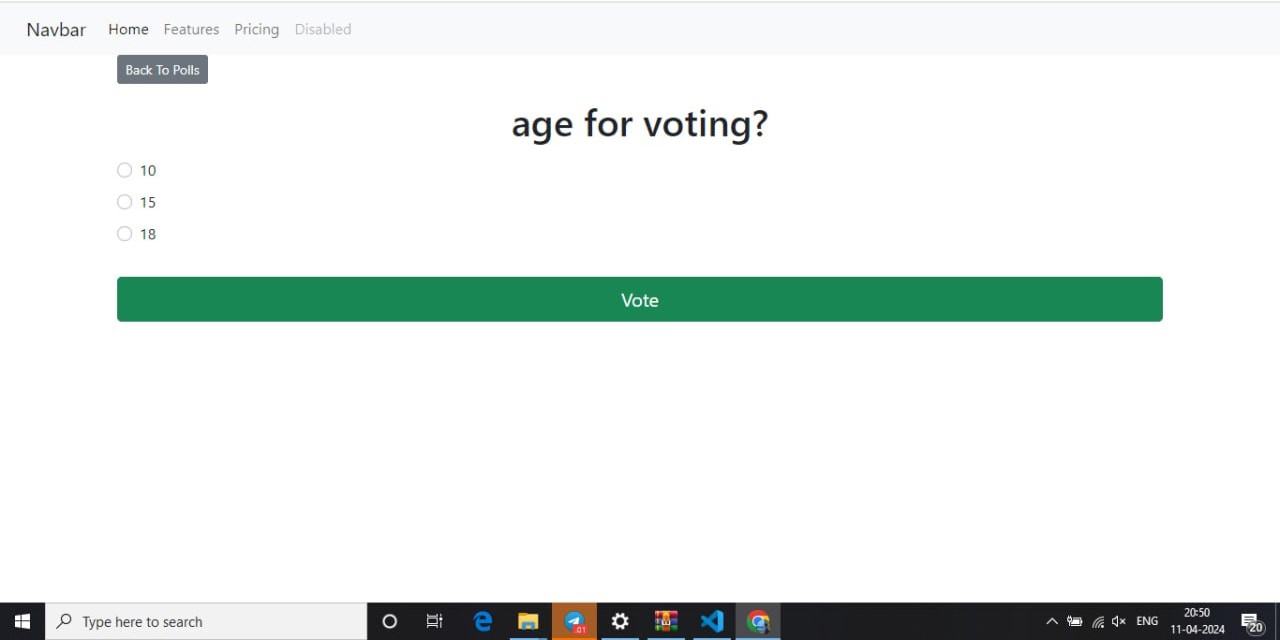 Navbar Home Features Pricing Disabled
Back To Polls
age for voting?
10
15
18
Vote
Type here to search
ENG
20:50
11-04-2024
20